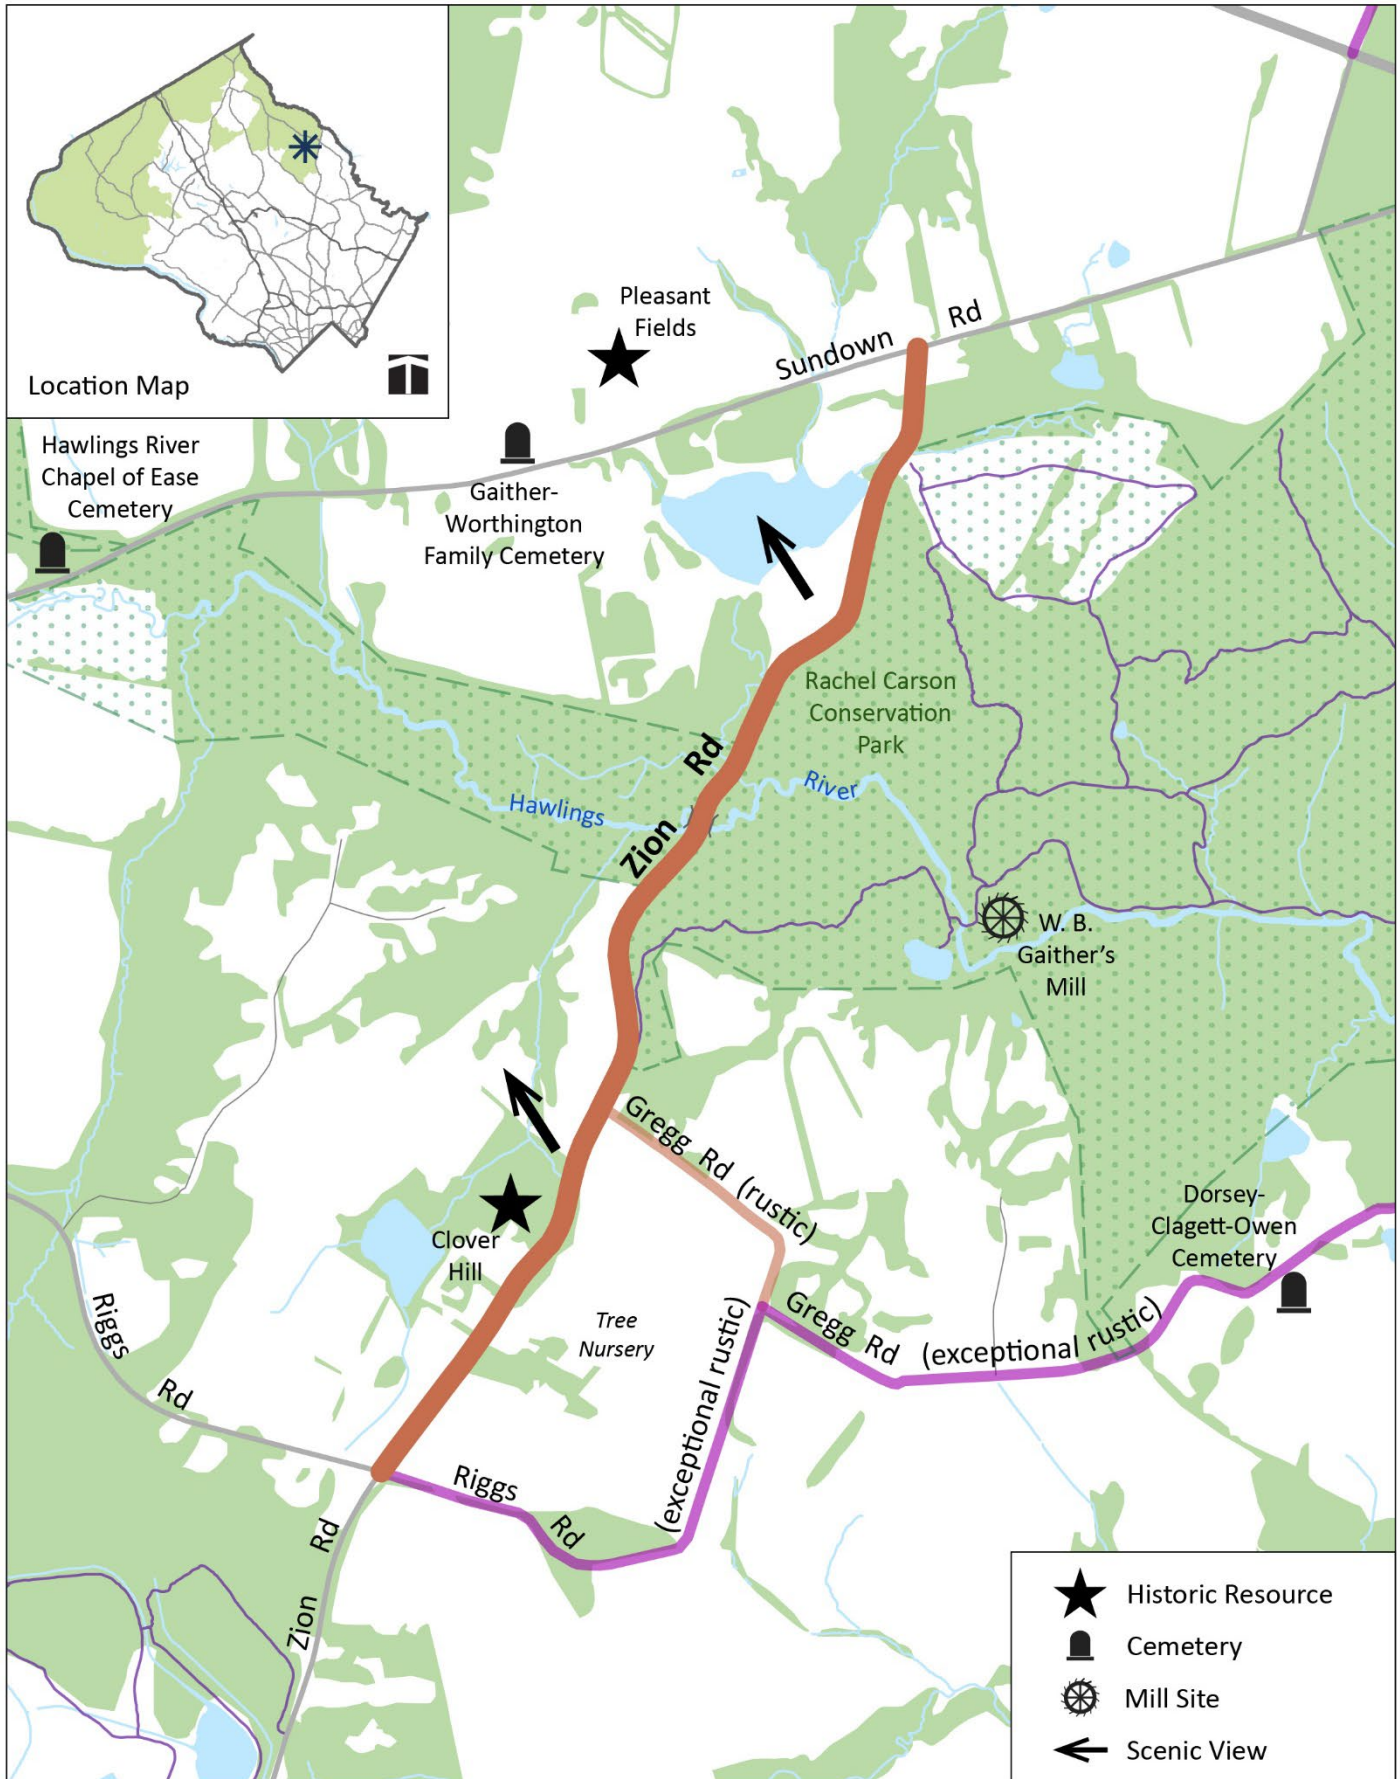 Location Map
Pleasant
Fields
Sundown Rd
Hawlings River
Chapel of Ease
Cemetery
Gaither-
Worthington
Family Cemetery
Rachel Carson
Conservation
Park
Zion Rd
Hawlings River
W. B.
Gaither's
Mill
Gregg Rd (rustic)
Dorsey-
Clagett-Owen
Cemetery
Clover
Hill
Riggs Rd
Tree
Nursery
Gregg Rd (exceptional rustic)
Riggs Rd (exceptional rustic)
Zion Rd
Historic Resource
Cemetery
Mill Site
Scenic View